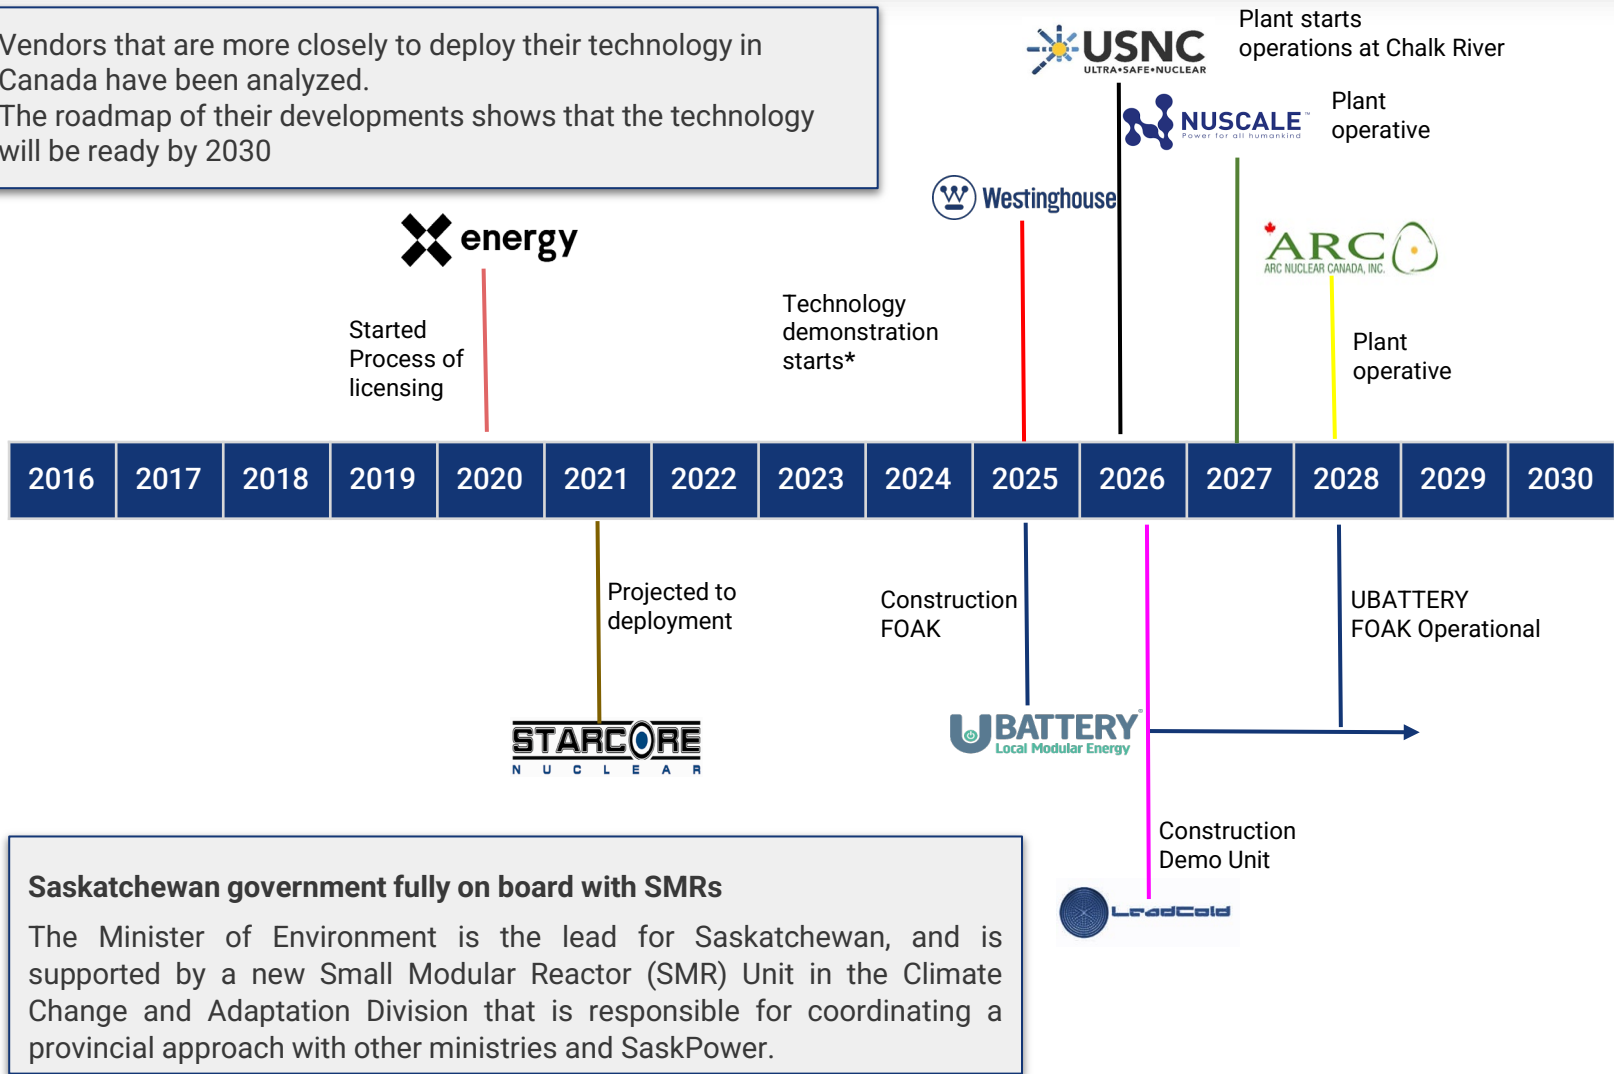 Vendors that are more closely to deploy their technology in
Canada have been analyzed.
The roadmap of their developments shows that the technology
will be ready by 2030
USNC
ULTRA•SAFE•NUCLEAR
Plant starts
operations at Chalk River
NUSCALE™
Power for all humankind
Plant
operative
W Westinghouse
X energy
ARC
ARC NUCLEAR CANADA, INC.
Started
Process of
licensing
Technology
demonstration
starts*
Plant
operative
2016 2017 2018 2019 2020 2021 2022 2023 2024 2025 2026 2027 2028 2029 2030
Projected to
deployment
Construction
FOAK
UBATTERY
FOAK Operational
STARCORE
NUCLEAR
UBATTERY®
Local Modular Energy
Construction
Demo Unit
LeadCold
Saskatchewan government fully on board with SMRs
The Minister of Environment is the lead for Saskatchewan, and is
supported by a new Small Modular Reactor (SMR) Unit in the Climate
Change and Adaptation Division that is responsible for coordinating a
provincial approach with other ministries and SaskPower.